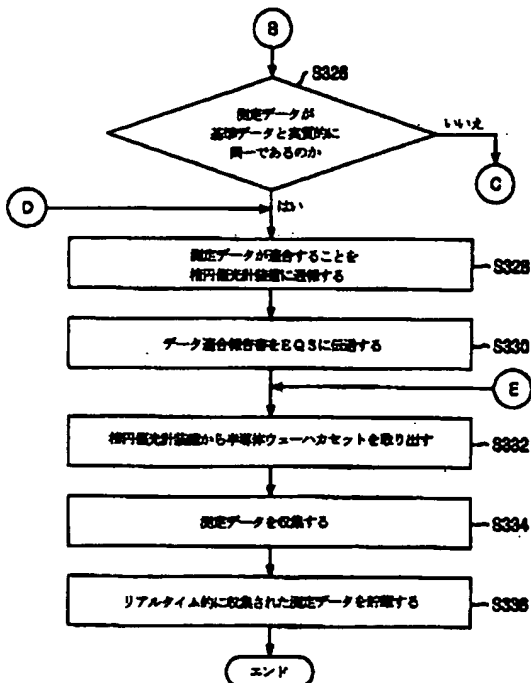 B
S326
測定データが
基準データと実質的に
同一であるのか
いいえ
C
D
はい
測定データが適合することを
楕円偏光計装置に通報する
S328
データ適合報告書をEQSに伝送する
S330
E
楕円偏光計装置から半導体ウェーハカセットを取り出す
S332
測定データを収集する
S334
リアルタイム的に収集された測定データを貯蔵する
S336
エンド